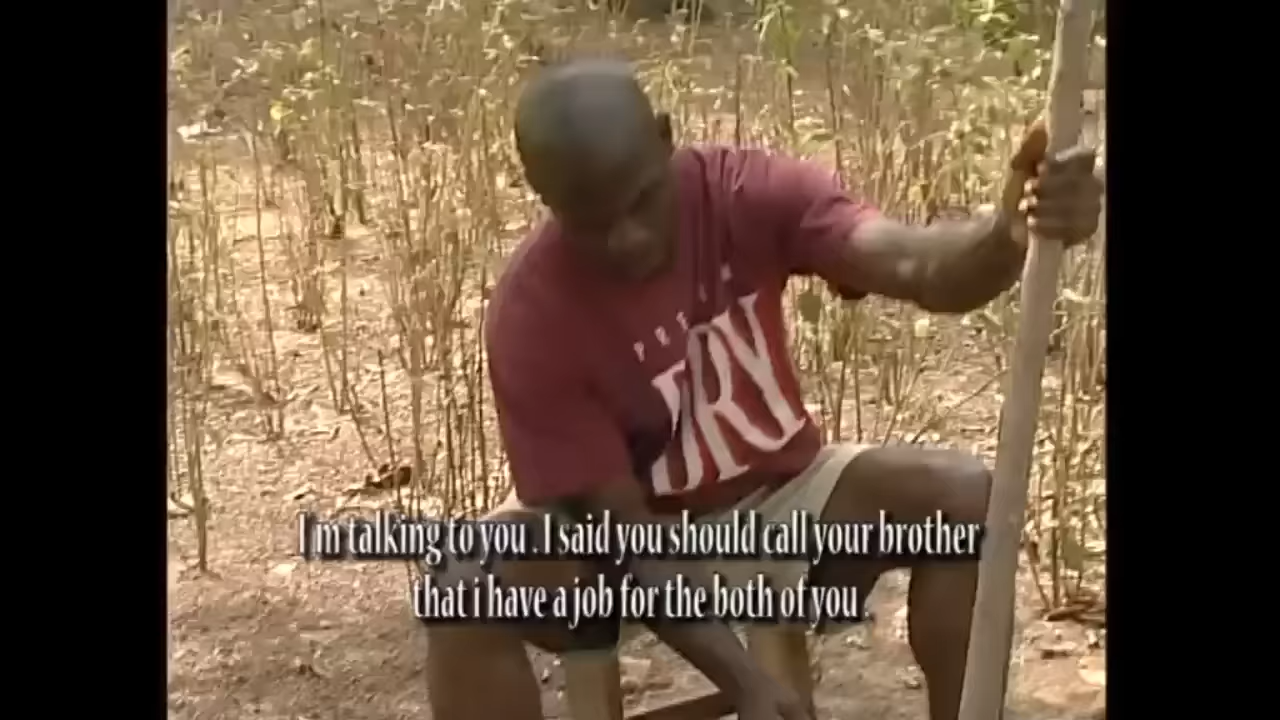 DRY
I'm talking to you . I said you should call your brother
that i have a job for the both of you .